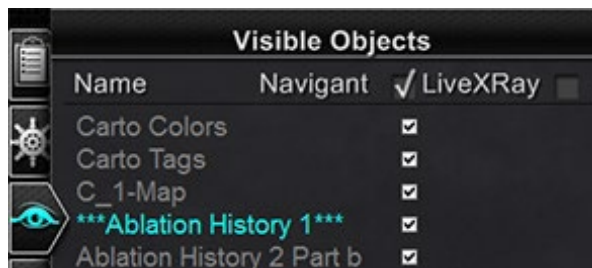 Visible Objects
Name Navigant LiveXRay
Carto Colors
Carto Tags
C_1-Map
***Ablation History 1***
Ablation History 2 Part b